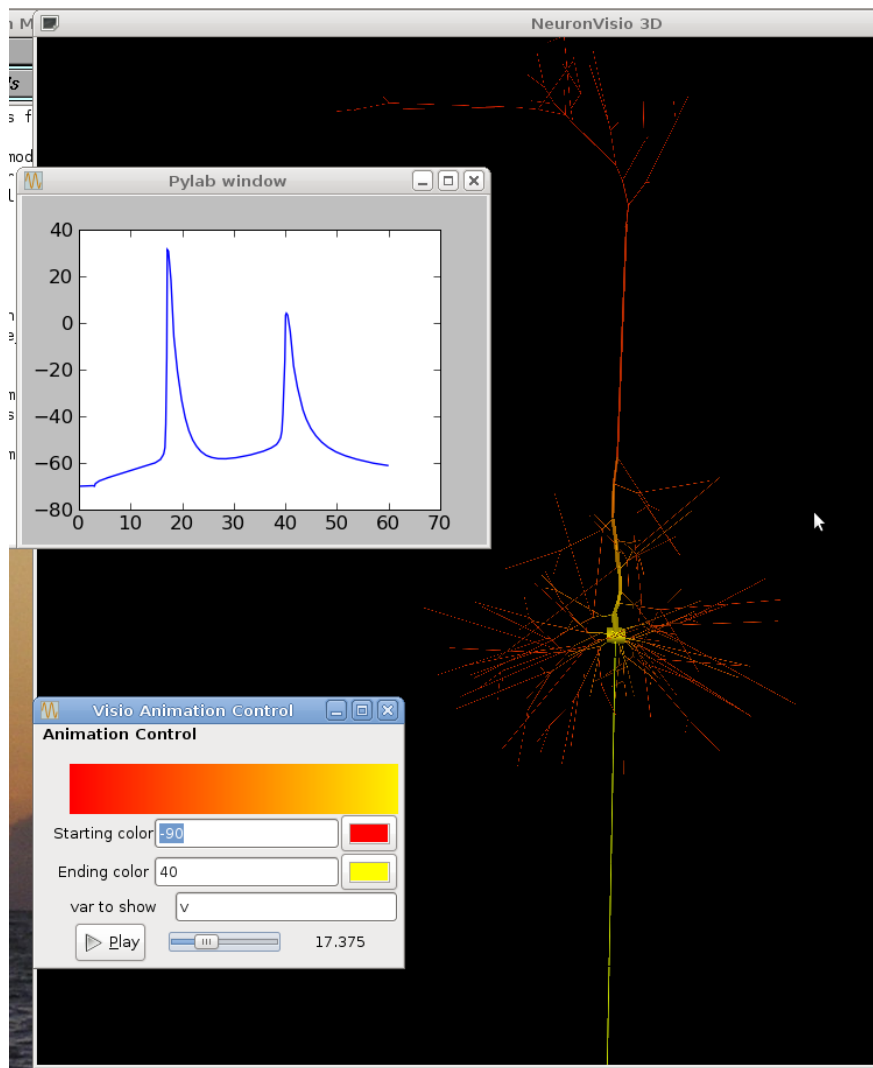 NeuronVisio 3D
Pylab window
40
20
0
−20
−40
−60
−80
0 10 20 30 40 50 60 70
Visio Animation Control
Animation Control
Starting color -90
Ending color 40
var to show v
Play 17.375